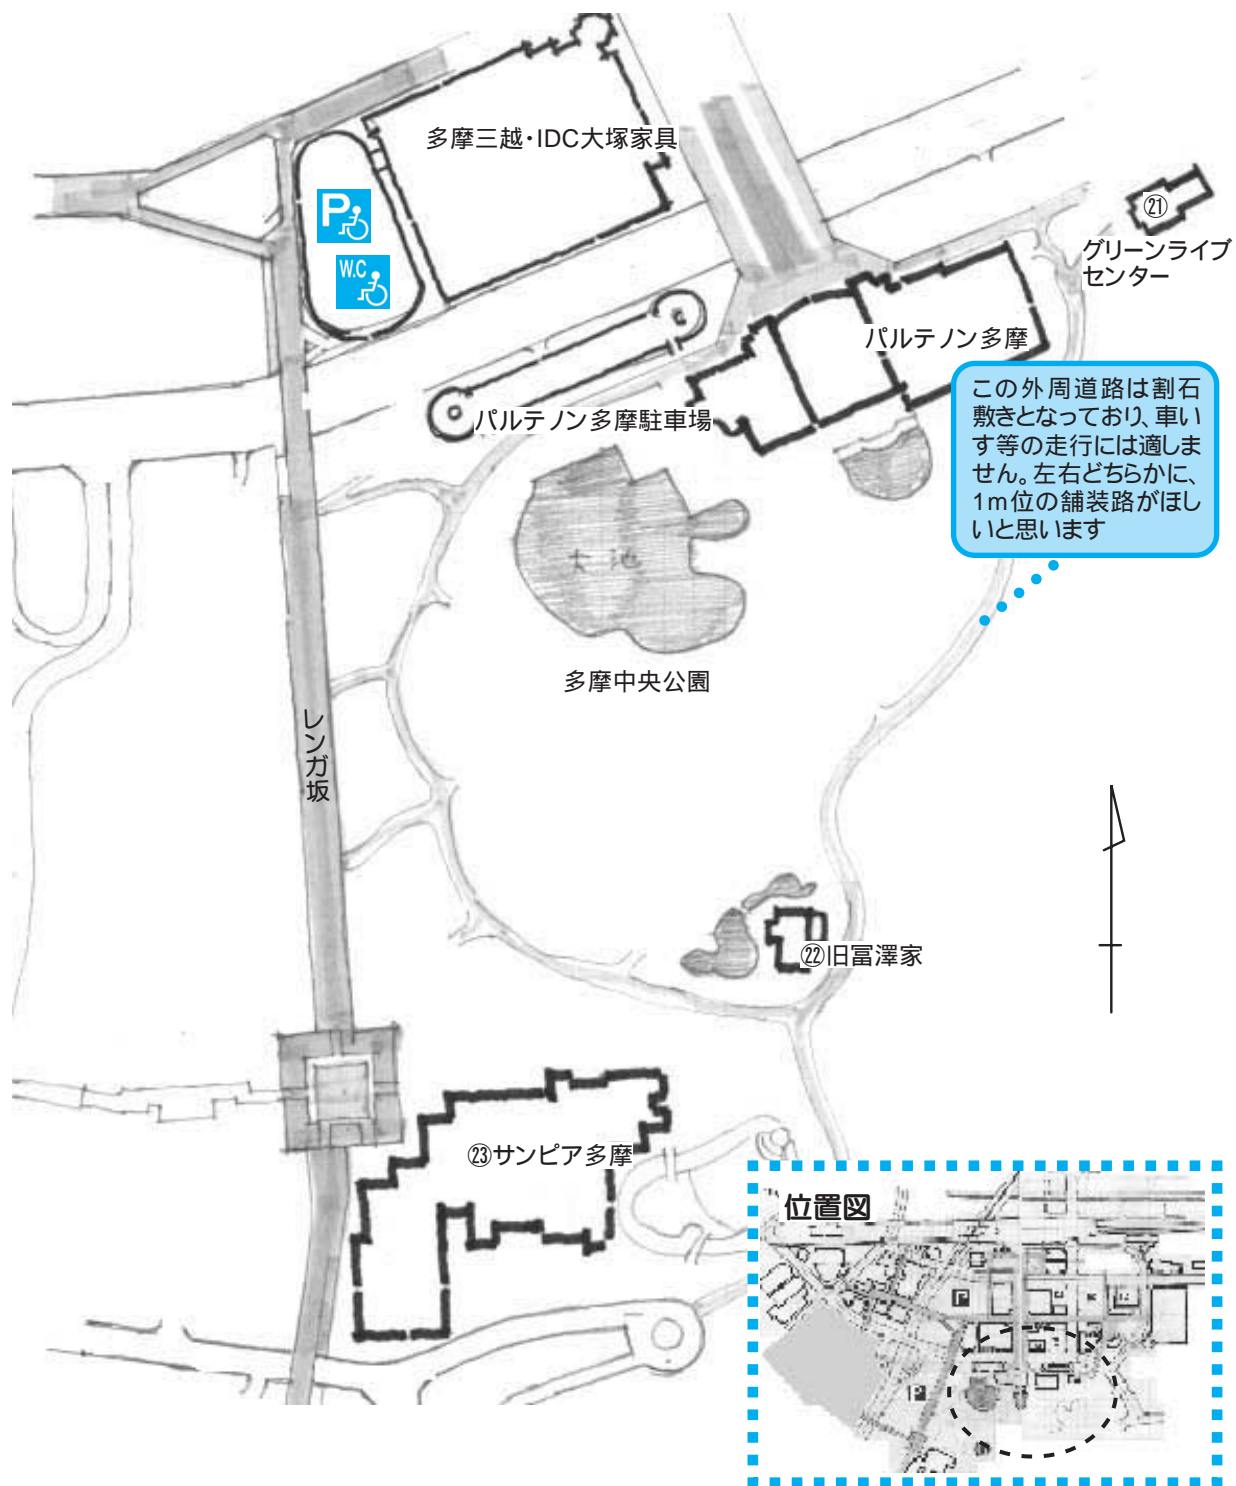 多摩三越・IDC大塚家具
P
W.C
㉑
グリーンライブ
センター
パルテノン多摩
パルテノン多摩駐車場
この外周道路は割石
敷きとなっており、車い
す等の走行には適しま
せん。左右どちらかに、
1m位の舗装路がほし
いと思います
大池
多摩中央公園
レンガ坂
㉒旧冨澤家
㉓サンピア多摩
位置図
P
P